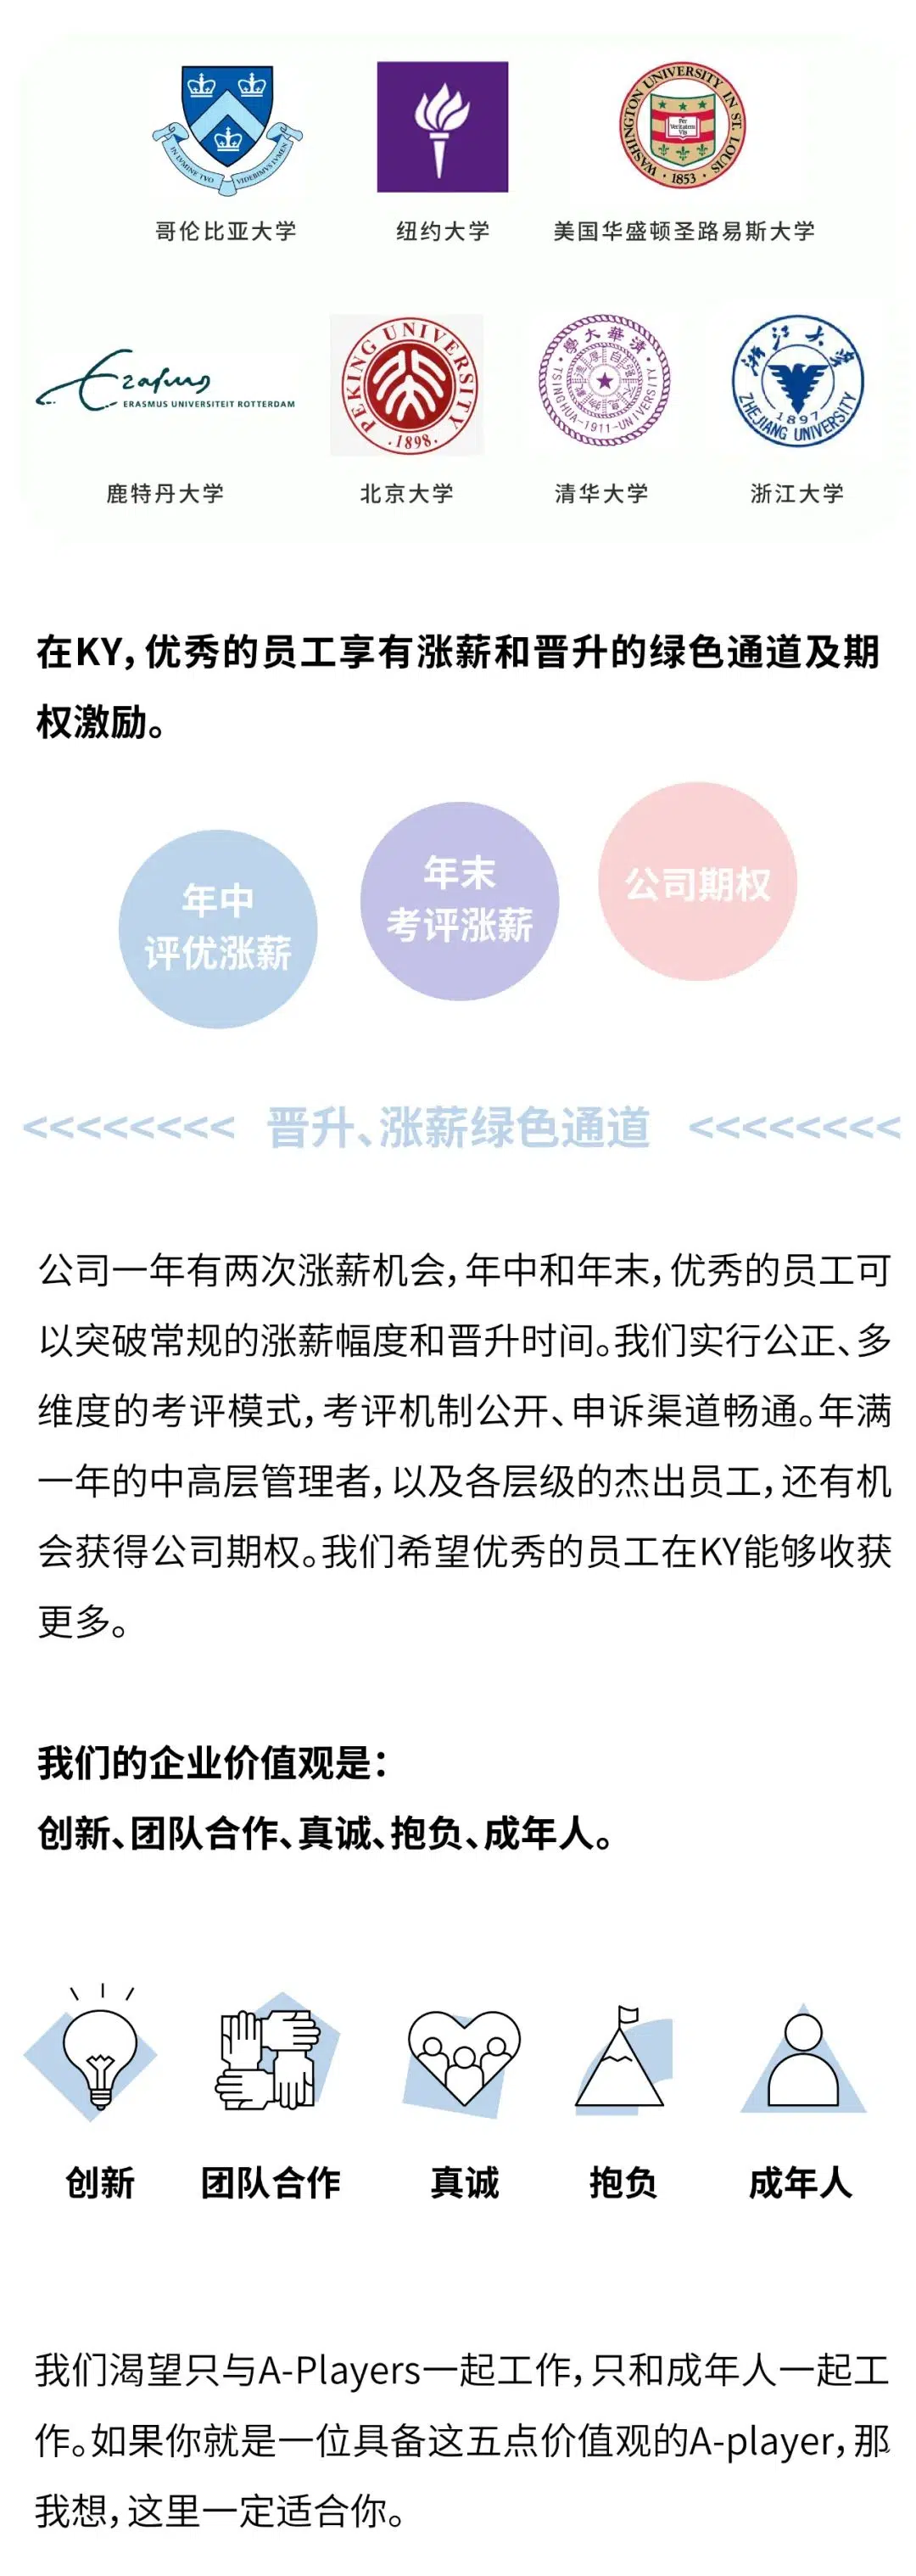 IN LVMINE TVO VIDEBIMVS LVMEN
WASHINGTON UNIVERSITY IN ST. LOUIS
Per
Veritatem
Vis
· 1853 ·
哥伦比亚大学
纽约大学
美国华盛顿圣路易斯大学
Erasmus
ERASMUS UNIVERSITEIT ROTTERDAM
PEKING UNIVERSITY
· 1898 ·
學大華清
TSINGHUA-1911-UNIVERSITY
浙江大学
1897
ZHEJIANG UNIVERSITY
鹿特丹大学
北京大学
清华大学
浙江大学
在KY，优秀的员工享有涨薪和晋升的绿色通道及期
权激励。
年中
评优涨薪
年末
考评涨薪
公司期权
<<<<<<<< 晋升、涨薪绿色通道 <<<<<<<<
公司一年有两次涨薪机会，年中和年末，优秀的员工可
以突破常规的涨薪幅度和晋升时间。我们实行公正、多
维度的考评模式，考评机制公开、申诉渠道畅通。年满
一年的中高层管理者，以及各层级的杰出员工，还有机
会获得公司期权。我们希望优秀的员工在KY能够收获
更多。
我们的企业价值观是：
创新、团队合作、真诚、抱负、成年人。
创新
团队合作
真诚
抱负
成年人
我们渴望只与A-Players一起工作，只和成年人一起工
作。如果你就是一位具备这五点价值观的A-player，那
我想，这里一定适合你。